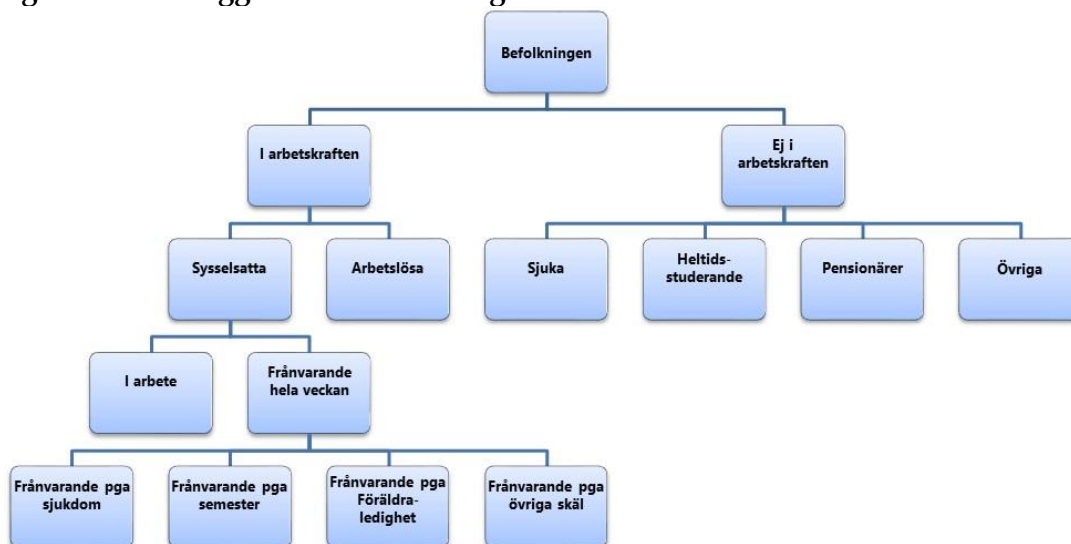 Befolkningen
I arbetskraften
Ej i
arbetskraften
Sysselsatta
Arbetslösa
Sjuka
Heltids-
studerande
Pensionärer
Övriga
I arbete
Frånvarande
hela veckan
Frånvarande pga
sjukdom
Frånvarande pga
semester
Frånvarande pga
Föräldra-
ledighet
Frånvarande pga
övriga skäl